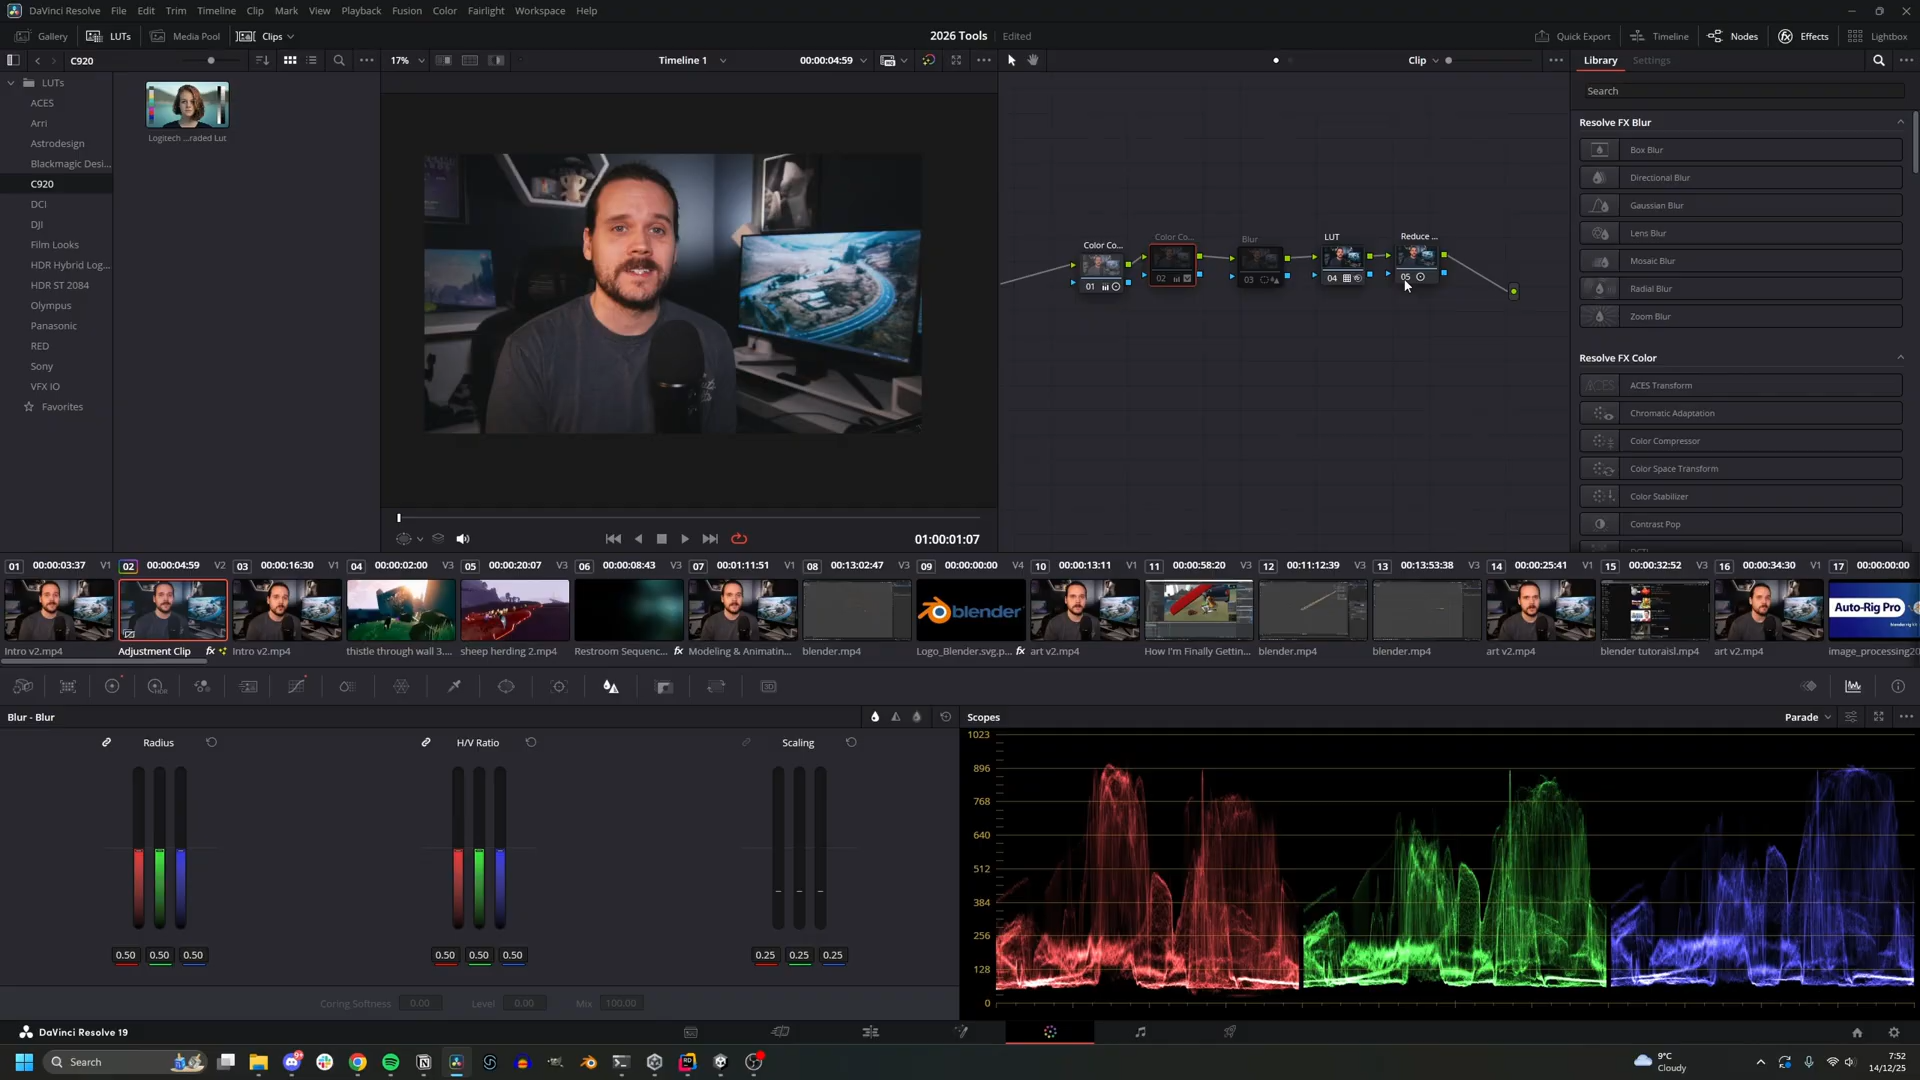 DaVinci Resolve File Edit Trim Timeline Clip Mark View Playback Fusion Color Fairlight Workspace Help
Gallery LUTs Media Pool Clips 2026 Tools Edited Quick Export Timeline Nodes Effects Lightbox
C920 17% Timeline 1 00:00:04:59 Clip Library Settings
LUTs
ACES
Arri
Astrodesign
Blackmagic Desi...
C920
DCI
DJI
Film Looks
HDR Hybrid Log...
HDR ST 2084
Olympus
Panasonic
RED
Sony
VFX IO
Favorites
Logitech ...raded Lut
Color Co...
01
Color Co...
02
Blur
03
LUT
04
Reduce ...
05
Search
Resolve FX Blur
Box Blur
Directional Blur
Gaussian Blur
Lens Blur
Mosaic Blur
Radial Blur
Zoom Blur
Resolve FX Color
ACES Transform
Chromatic Adaptation
Color Compressor
Color Space Transform
Color Stabilizer
Contrast Pop
01:00:01:07
01 00:00:03:37 V1 02 00:00:04:59 V2 03 00:00:16:30 V1 04 00:00:02:00 V3 05 00:00:20:07 V3 06 00:00:08:43 V3 07 00:01:11:51 V1 08 00:13:02:47 V3 09 00:00:00:00 V4 10 00:00:13:11 V1 11 00:00:58:20 V3 12 00:11:12:39 V3 13 00:13:53:38 V3 14 00:00:25:41 V1 15 00:00:32:52 V3 16 00:00:34:30 V1 17 00:00:00:00
blender
Auto-Rig Pro
Intro v2.mp4 Adjustment Clip fx Intro v2.mp4 thistle through wall 3.... sheep herding 2.mp4 Restroom Sequenc... fx Modeling & Animatin... blender.mp4 Logo_Blender.svg.p... fx art v2.mp4 How I'm Finally Gettin... blender.mp4 blender.mp4 art v2.mp4 blender tutoraisl.mp4 art v2.mp4 image_processing20
HDR 3D
Blur - Blur
Radius H/V Ratio Scaling
0.50 0.50 0.50 0.50 0.50 0.50 0.25 0.25 0.25
Coring Softness 0.00 Level 0.00 Mix 100.00
Scopes Parade
1023
896
768
640
512
384
256
128
0
DaVinci Resolve 19
Search 9+ RD 9°C
Cloudy
7:52
14/12/25